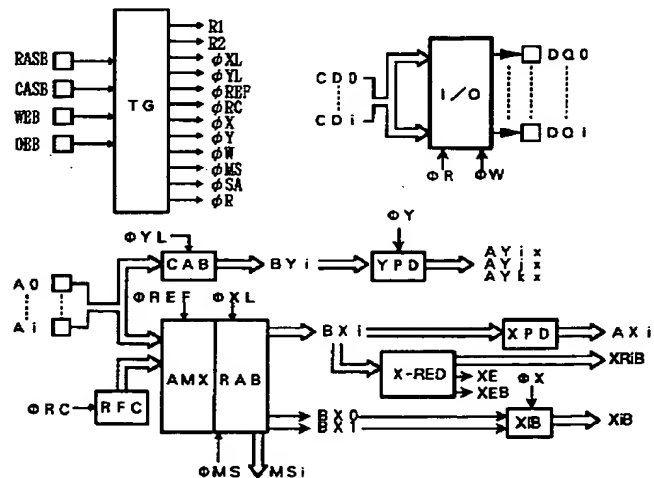 RASB
CASB
WEB
OEB
TG
R1
R2
φXL
φYL
φREF
φRC
φX
φY
φW
φMS
φSA
φR
CD0
CDi
I/O
DQ0
DQi
ΦR ΦW
ΦYL
ΦY
A0
Ai
CAB
BYi
YPD
AYix
AYjx
AYkx
ΦREF ΦXL
AMX RAB
BXi
XPD
AXi
X-RED
XRiB
XE
XEB
ΦX
ΦRC
RFC
BX0
BX1
XIB
XiB
ΦMS
MSi